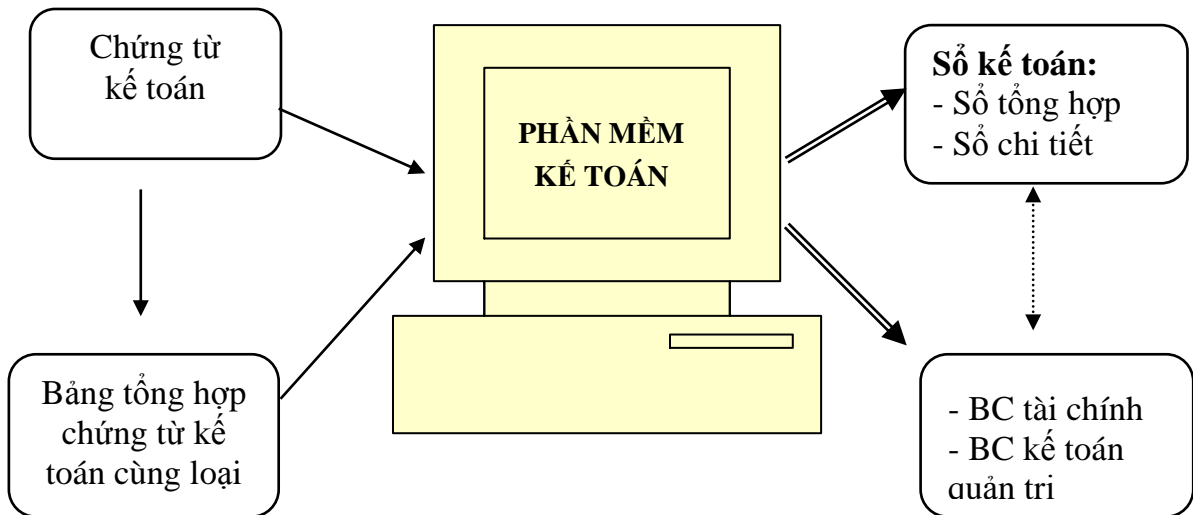 Chứng từ
kế toán
PHẦN MỀM
KẾ TOÁN
Sổ kế toán:
- Sổ tổng hợp
- Sổ chi tiết
Bảng tổng hợp
chứng từ kế
toán cùng loại
- BC tài chính
- BC kế toán
quản trị